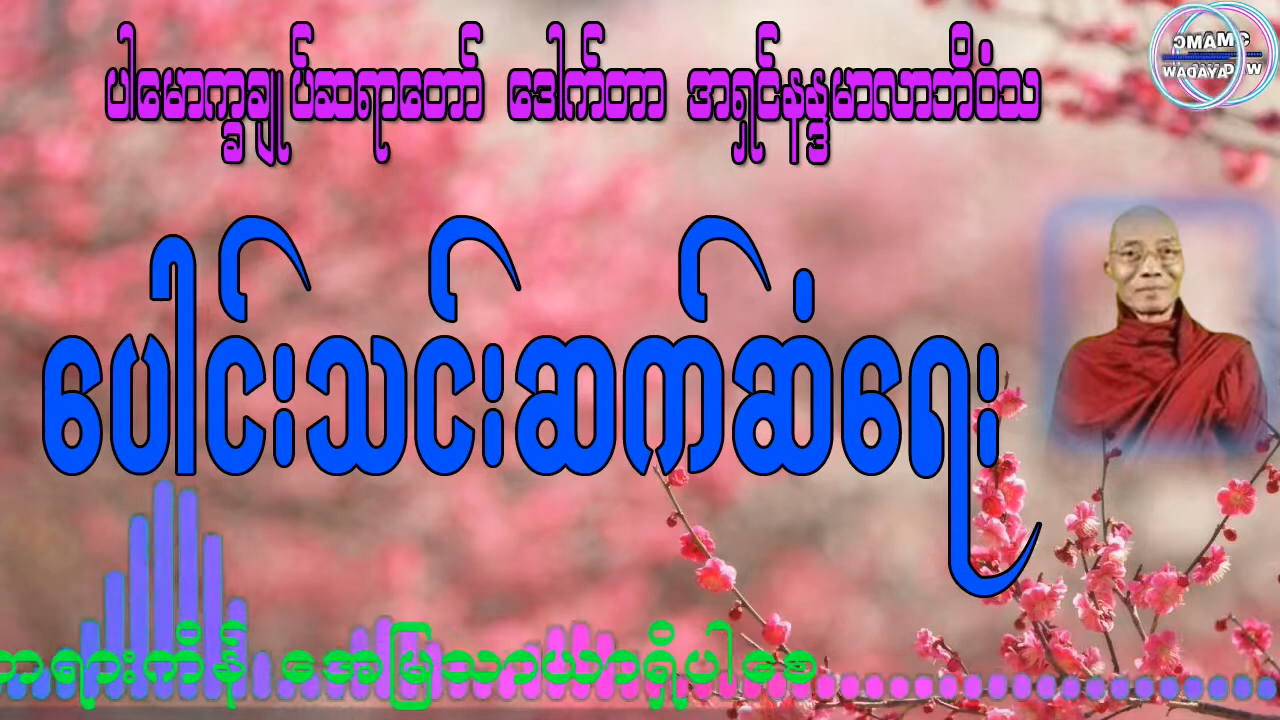 ပါမောက္ခချုပ်ဆရာတော် ဒေါက်တာ အရှင်နန္ဒမာလာဘိဝံသ
ပေါင်းသင်းဆက်ဆံရေး
တရားကိုနှ် အေးမြသာယာရှိပါစေ